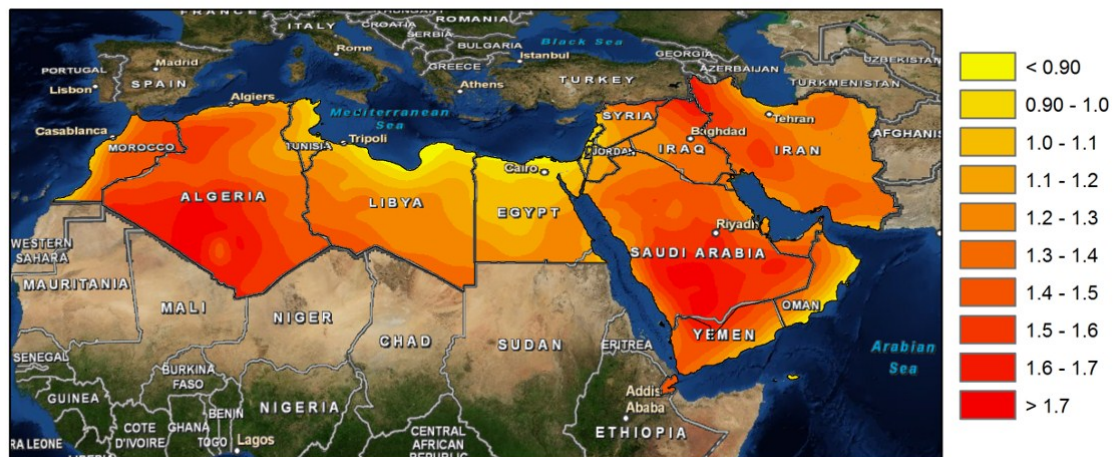 FRANCE
ITALY
CROATIA
SERBIA
ROMANIA
BULGARIA
Black Sea
GEORGIA
UZBEKISTAN
PORTUGAL
Madrid
SPAIN
Lisbon
Rome
Istanbul
GREECE
TURKEY
AZERBAIJAN
TURKMENISTAN
Athens
Algiers
Mediterranean
Sea
Casablanca
MOROCCO
TUNISIA
Tripoli
SYRIA
Baghdad
Tehran
AFGHANIS
JORDAN
IRAQ
IRAN
Cairo
ALGERIA
LIBYA
EGYPT
Riyadh
SAUDI ARABIA
WESTERN
SAHARA
MAURITANIA
MALI
NIGER
CHAD
SUDAN
ERITREA
YEMEN
OMAN
Arabian
Sea
SENEGAL
BURKINA
FASO
GUINEA
BENIN
NIGERIA
Addis
Ababa
COTE
D'IVOIRE
GHANA
TOGO
Lagos
CENTRAL
AFRICAN
REPUBLIC
ETHIOPIA
RA LEONE
< 0.90
0.90 - 1.0
1.0 - 1.1
1.1 - 1.2
1.2 - 1.3
1.3 - 1.4
1.4 - 1.5
1.5 - 1.6
1.6 - 1.7
> 1.7